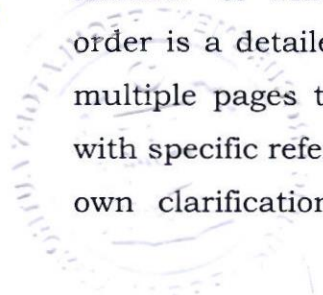 order is a detaile
multiple pages t
with specific refe
own clarification